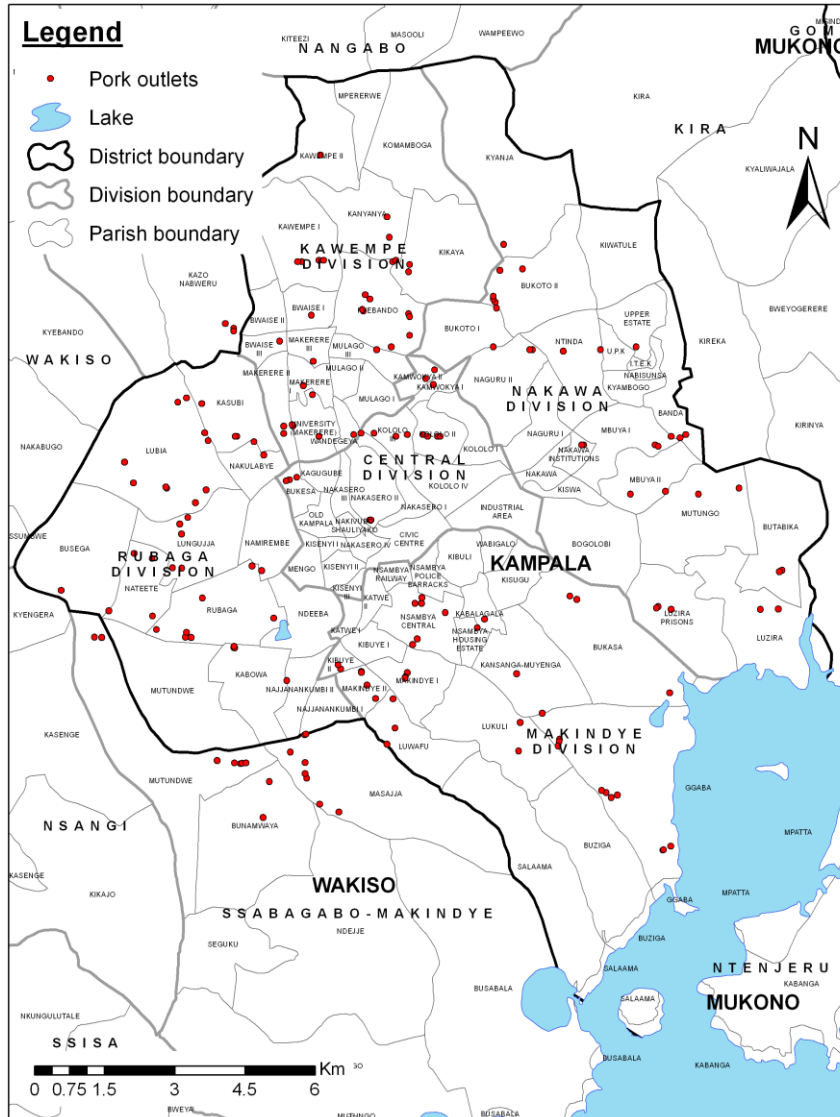 Legend
Pork outlets
Lake
District boundary
Division boundary
Parish boundary
KITEEZI
MASOOLI
WAMPEEWO
NANGABO
MUKONO
MPERERWE
KIRA
KIRA
KAWEMPE II
KOMAMBOGA
KYANJA
KYALIWAJALA
N
KANYANYA
KAWEMPE I
KAWEMPE
DIVISION
KIKAYA
KIWATULE
KAZO
NABWERU
BUKOTO II
BWEYOGERERE
BWAISE I
KYEBANDO
BWAISE II
UPPER
ESTATE
KYEBANDO
BUKOTO I
NTINDA
KIREKA
WAKISO
BWAISE
III
MAKERERE
III
MULAGO
III
U.P.K
I.T.E.K
NABISUNSA
MAKERERE II
MULAGO II
KAMWOKYA II
KAMWOKYA I
NAGURU II
KYAMBOGO
MAKERERE
I
NAKAWA
DIVISION
KASUBI
MULAGO I
BANDA
UNIVERSITY
(MAKERERE)
WANDEGEYA
KOLOLO
III
KOLOLO II
NAGURU I
MBUYA I
KIRINYA
NAKABUGO
LUBIA
NAKULABYE
KOLOLO I
NAKAWA
INSTITUTIONS
CENTRAL
DIVISION
KAGUGUBE
KOLOLO IV
NAKAWA
BUKESA
NAKASERO
III
NAKASERO II
KISWA
MBUYA II
MUTUNGO
OLD
KAMPALA
NAKIVUBO
SHAULIYAKO
NAKASERO I
INDUSTRIAL
AREA
BUTABIKA
BUSEGA
LUNGUJJA
NAMIREMBE
KISENYI I
NAKASERO IV
CIVIC
CENTRE
WABIGALO
BOGOLOBI
RUBAGA
DIVISION
KIBULI
KAMPALA
MENGO
KISENYI II
NSAMBYA
RAILWAY
NSAMBYA
POLICE
BARRACKS
KISUGU
NATEETE
KISENYI
III
KATWE
II
KYENGERA
RUBAGA
NDEEBA
NSAMBYA
CENTRAL
KABALAGALA
LUZIRA
PRISONS
KATWE I
NSAMBYA
HOUSING
ESTATE
LUZIRA
KIBUYE I
BUKASA
KIBUYE
II
KANSANGA-MUYENGA
KABOWA
MUTUNDWE
NAJJANANKUMBI II
MAKINDYE II
MAKINDYE I
NAJJANANKUMBI I
LUKULI
KASENGE
LUWAFU
MAKINDYE
DIVISION
MUTUNDWE
GGABA
MASAJJA
NSANGI
BUNAMWAYA
BUZIGA
MPATTA
KASENGE
SALAAMA
KIKAJO
WAKISO
MPATTA
GGABA
SSABAGABO-MAKINDYE
NDEJJE
BUZIGA
SEGUKU
SALAAMA
NTENJERU
KABANGA
BUSABALA
SALAAMA
MUKONO
NKUNGULUTALE
SSISA
BUSABALA
KABANGA
Km
0 0.75 1.5 3 4.5 6
BWEYA